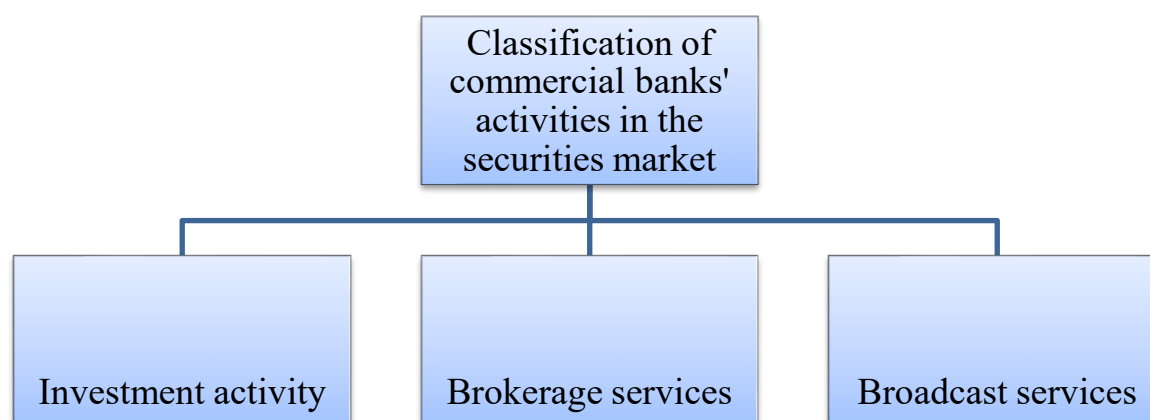 Classification of
commercial banks'
activities in the
securities market
Investment activity
Brokerage services
Broadcast services